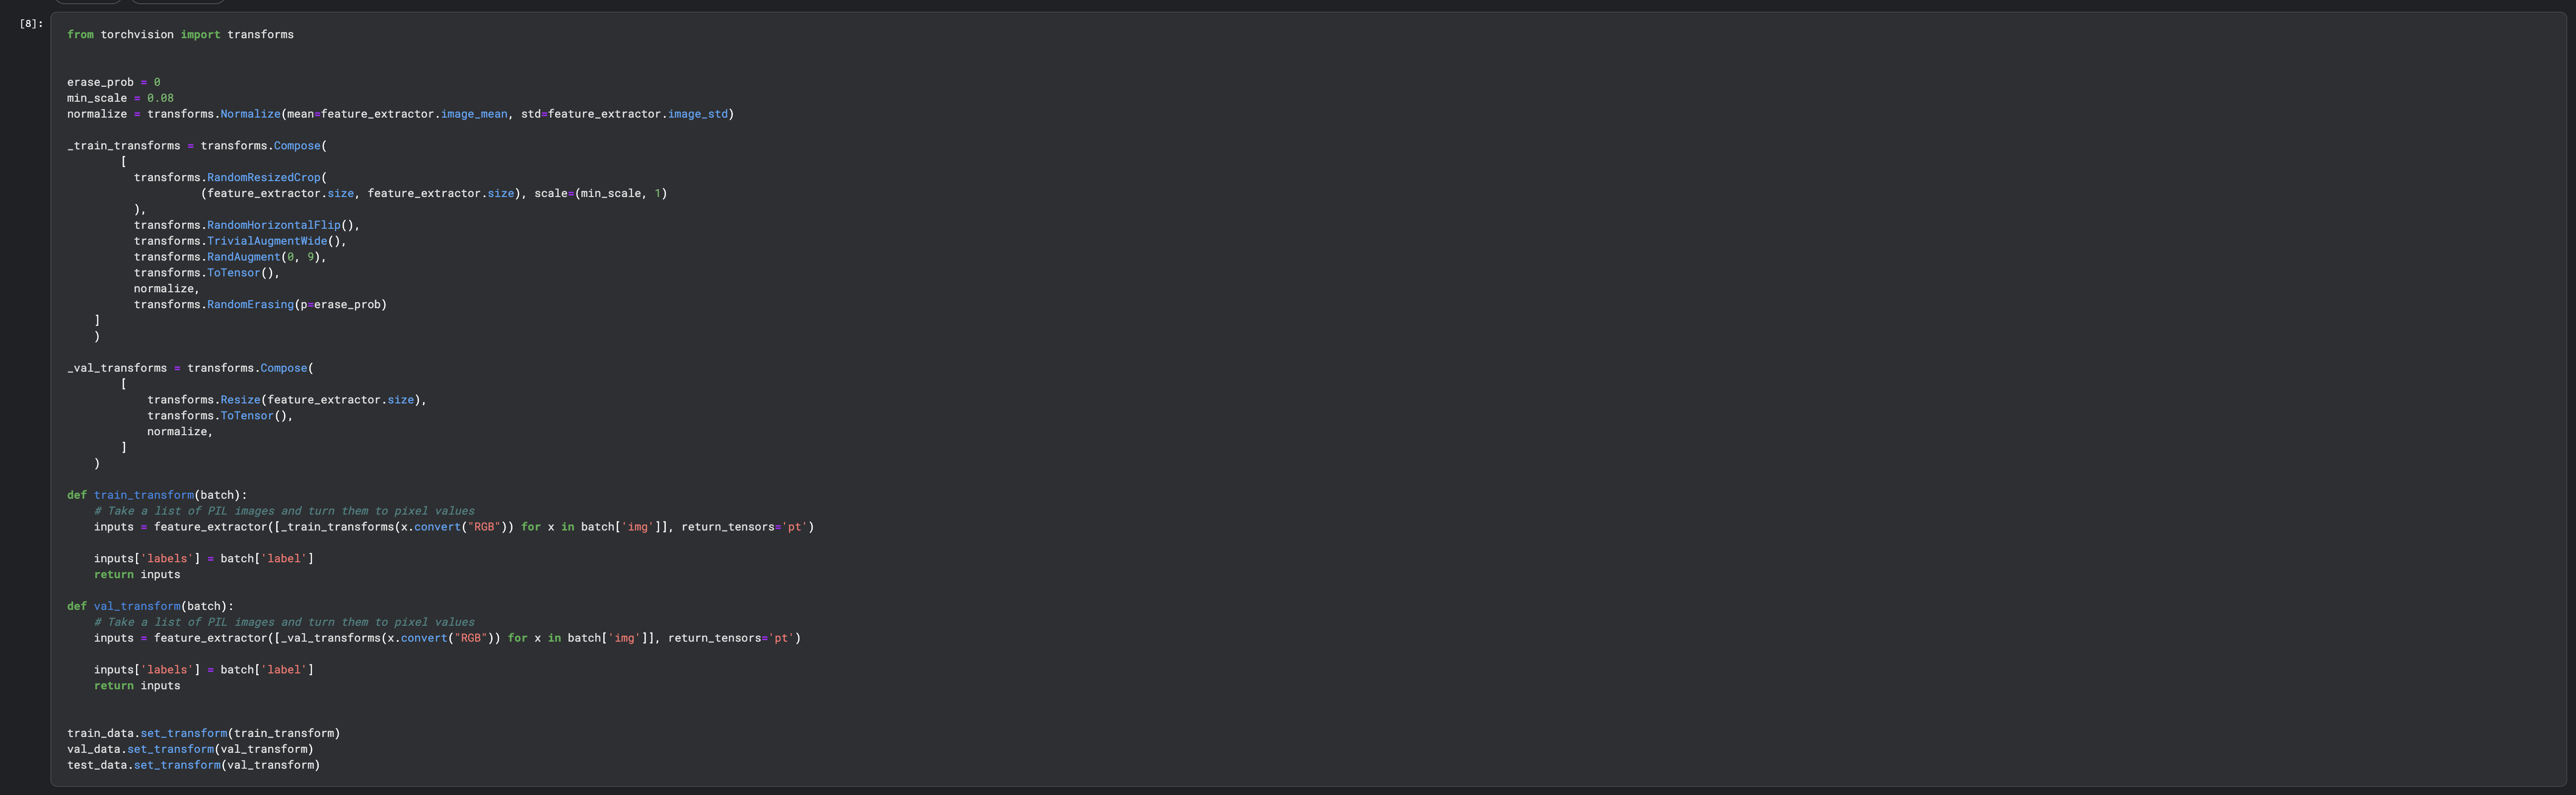 [8]:
from torchvision import transforms
erase_prob = 0
min_scale = 0.08
normalize = transforms.Normalize(mean=feature_extractor.image_mean, std=feature_extractor.image_std)
_train_transforms = transforms.Compose(
[
transforms.RandomResizedCrop(
(feature_extractor.size, feature_extractor.size), scale=(min_scale, 1)
),
transforms.RandomHorizontalFlip(),
transforms.TrivialAugmentWide(),
transforms.RandAugment(0, 9),
transforms.ToTensor(),
normalize,
transforms.RandomErasing(p=erase_prob)
]
)
_val_transforms = transforms.Compose(
[
transforms.Resize(feature_extractor.size),
transforms.ToTensor(),
normalize,
]
)
def train_transform(batch):
# Take a list of PIL images and turn them to pixel values
inputs = feature_extractor([_train_transforms(x.convert("RGB")) for x in batch['img']], return_tensors='pt')
inputs['labels'] = batch['label']
return inputs
def val_transform(batch):
# Take a list of PIL images and turn them to pixel values
inputs = feature_extractor([_val_transforms(x.convert("RGB")) for x in batch['img']], return_tensors='pt')
inputs['labels'] = batch['label']
return inputs
train_data.set_transform(train_transform)
val_data.set_transform(val_transform)
test_data.set_transform(val_transform)